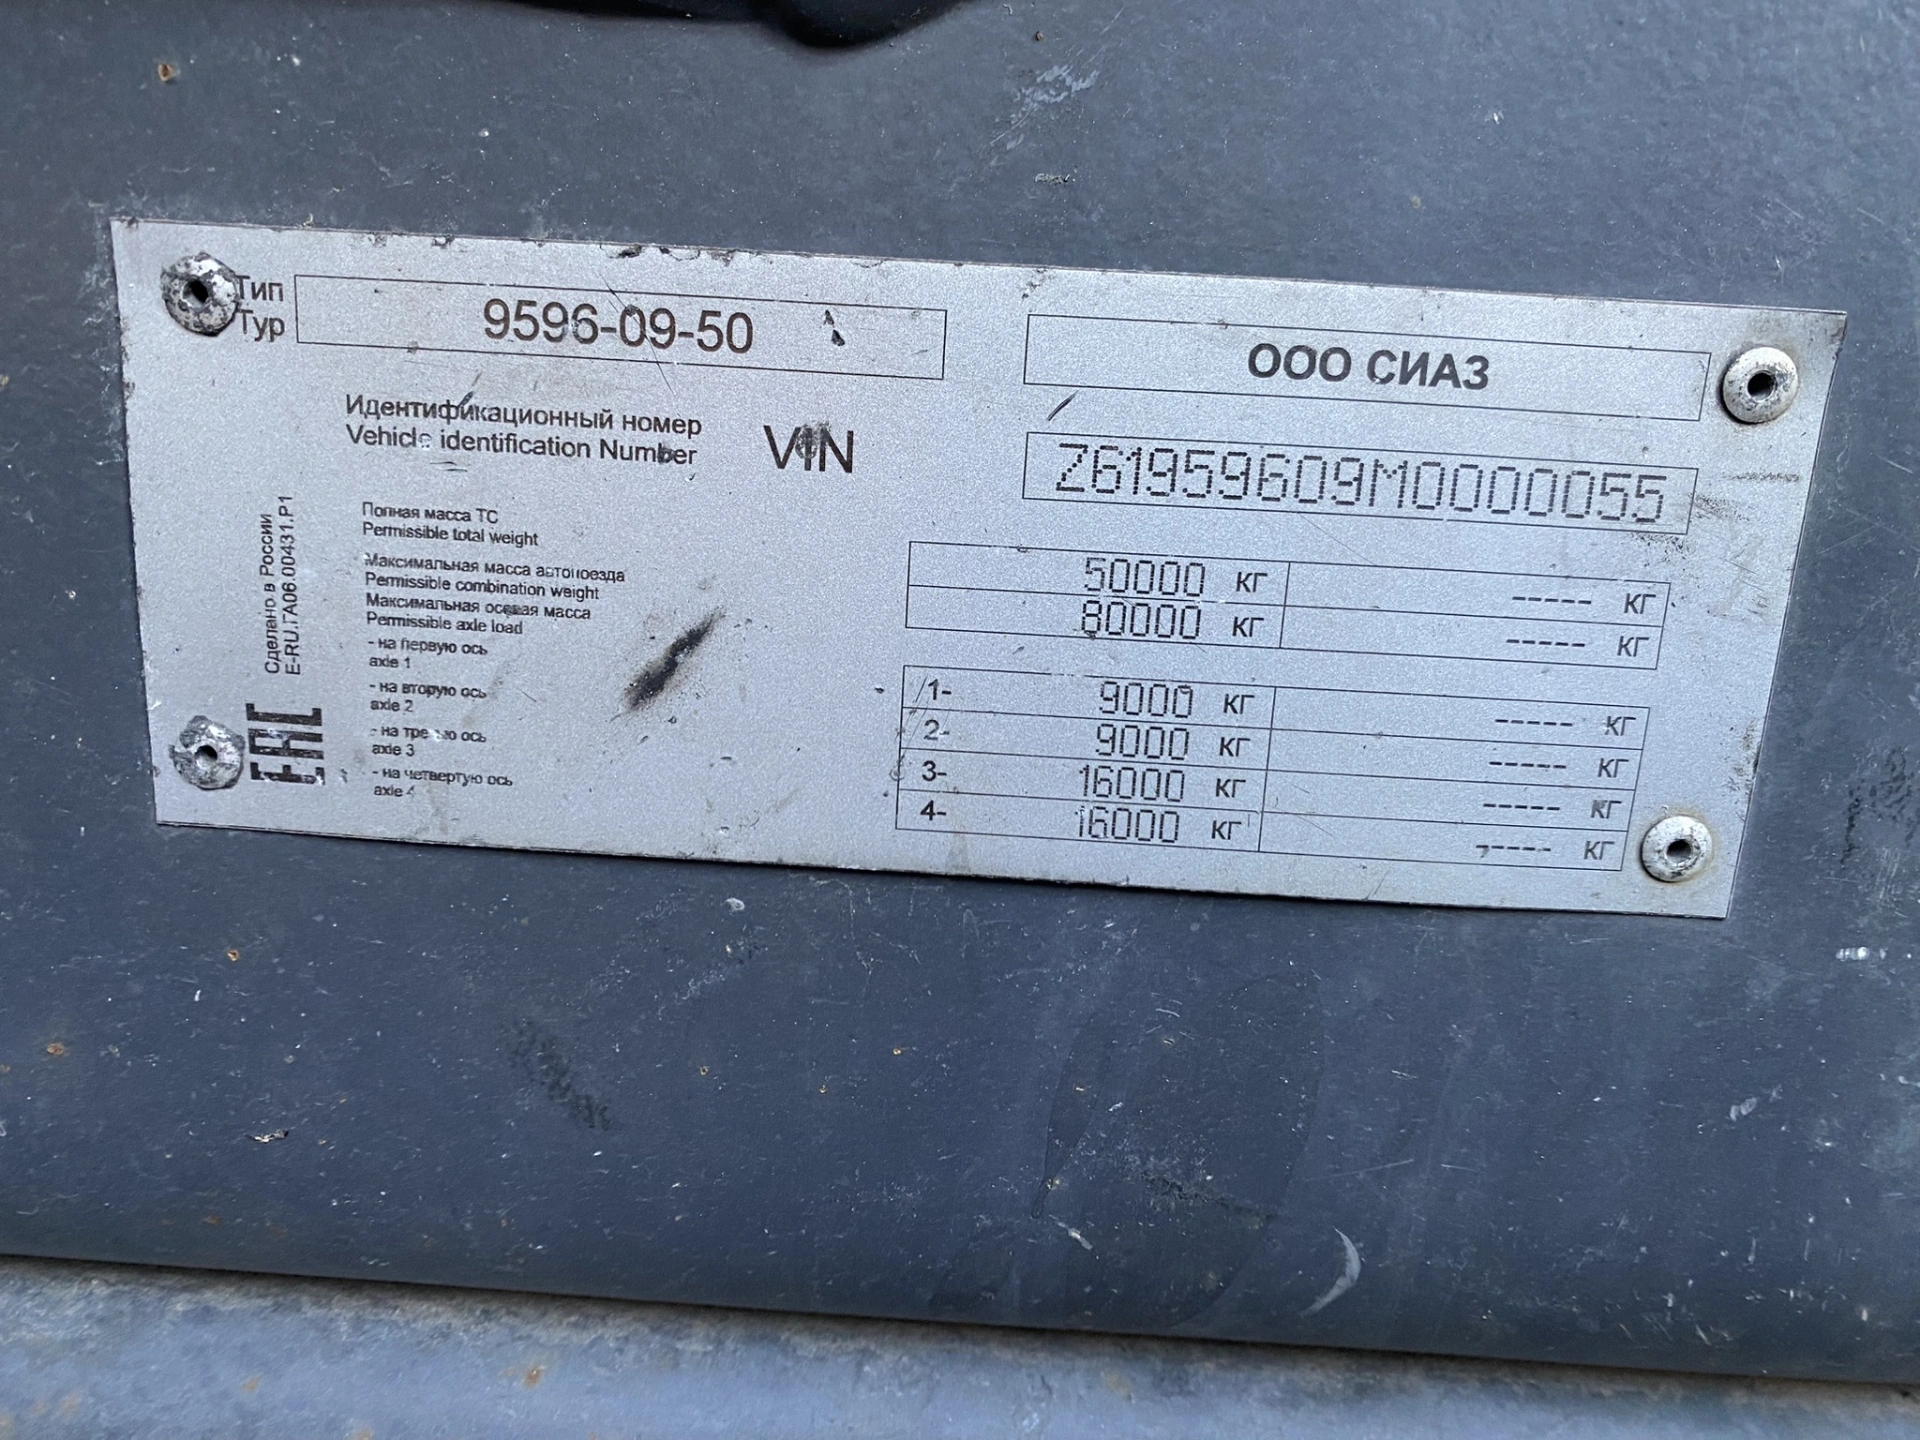 Тип
Typ
9596-09-50
ООО СИАЗ
Идентификационный номер
Vehicle identification Number
VIN
Z61959609M0000055
Сделано в России
E-RU.ГА06.00431.P1
EAC
Полная масса ТС
Permissible total weight
50000 кг ----- кг
Максимальная масса автопоезда
Permissible combination weight
80000 кг ----- кг
Максимальная осевая масса
Permissible axle load
- на первую ось
axle 1
1- 9000 кг ----- кг
- на вторую ось
axle 2
2- 9000 кг ----- кг
- на третью ось
axle 3
3- 16000 кг ----- кг
- на четвертую ось
axle 4
4- 16000 кг ----- кг